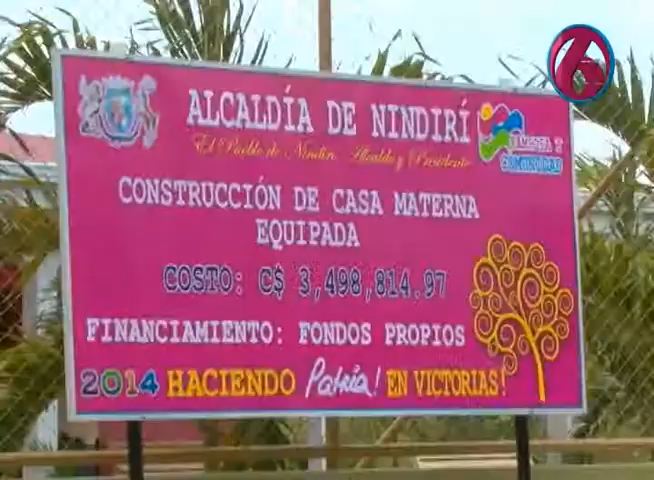 ALCALDÍA DE NINDIRÍ
El Pueblo de Nindirí, Alcalde y Presidente
CONSTRUCCIÓN DE CASA MATERNA
EQUIPADA
COSTO: C$ 3,498,814.97
FINANCIAMIENTO: FONDOS PROPIOS
2014 HACIENDO Patria! EN VICTORIAS!